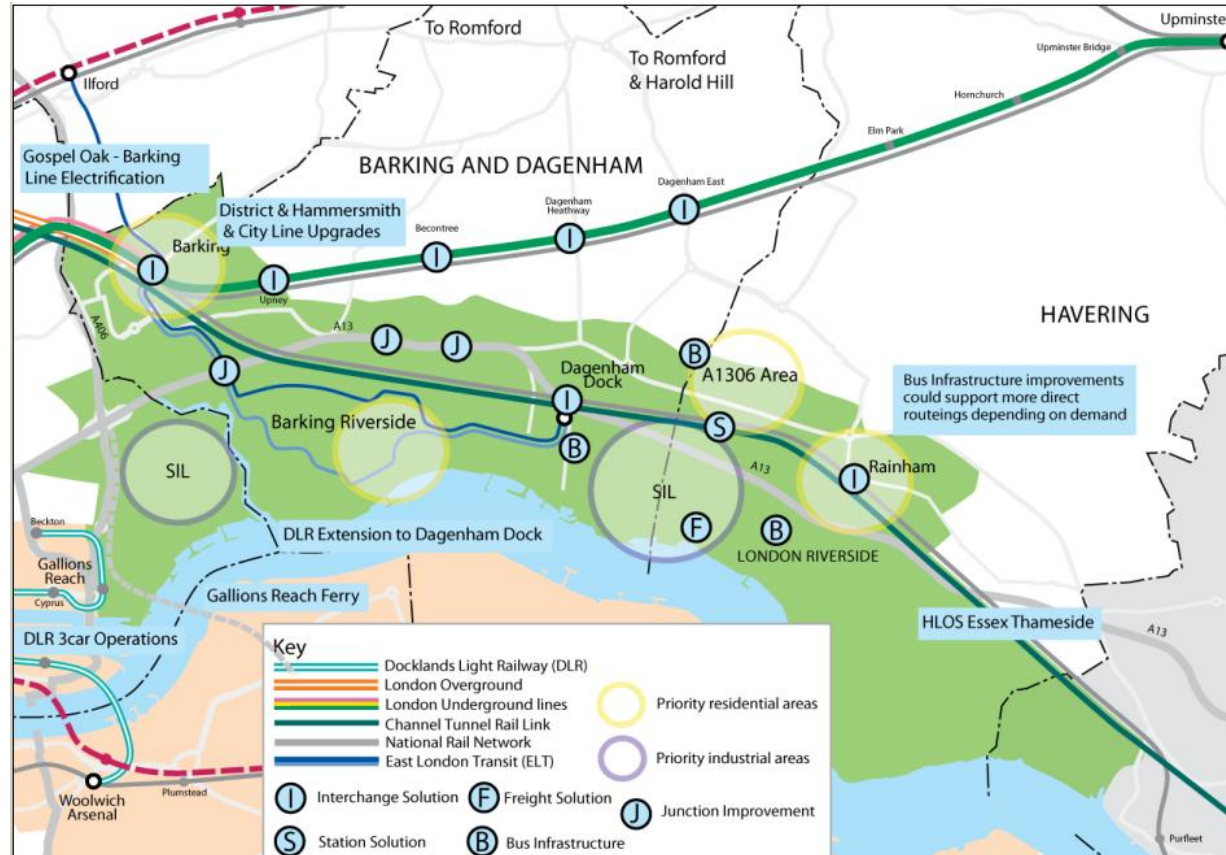 To Romford
Upminste
Upminster Bridge
To Romford
& Harold Hill
Ilford
Hornchurch
Elm Park
Gospel Oak - Barking
Line Electrification
BARKING AND DAGENHAM
Dagenham East
I
District & Hammersmith
& City Line Upgrades
Dagenham
Heathway
I
Becontree
I
Barking
I
I
Upney
HAVERING
A406
A13
J
J
B
A1306 Area
Dagenham
Dock
I
J
Bus Infrastructure improvements
could support more direct
routeings depending on demand
Barking Riverside
S
B
A13
Rainham
I
SIL
SIL
F
B
LONDON RIVERSIDE
Beckton
DLR Extension to Dagenham Dock
Gallions
Reach
Cyprus
Gallions Reach Ferry
HLOS Essex Thameside
A13
DLR 3car Operations
Woolwich
Arsenal
Plumstead
Purfleet
Key
Docklands Light Railway (DLR)
London Overground
London Underground lines
Channel Tunnel Rail Link
National Rail Network
East London Transit (ELT)
Priority residential areas
Priority industrial areas
I Interchange Solution
F Freight Solution
J Junction Improvement
S Station Solution
B Bus Infrastructure